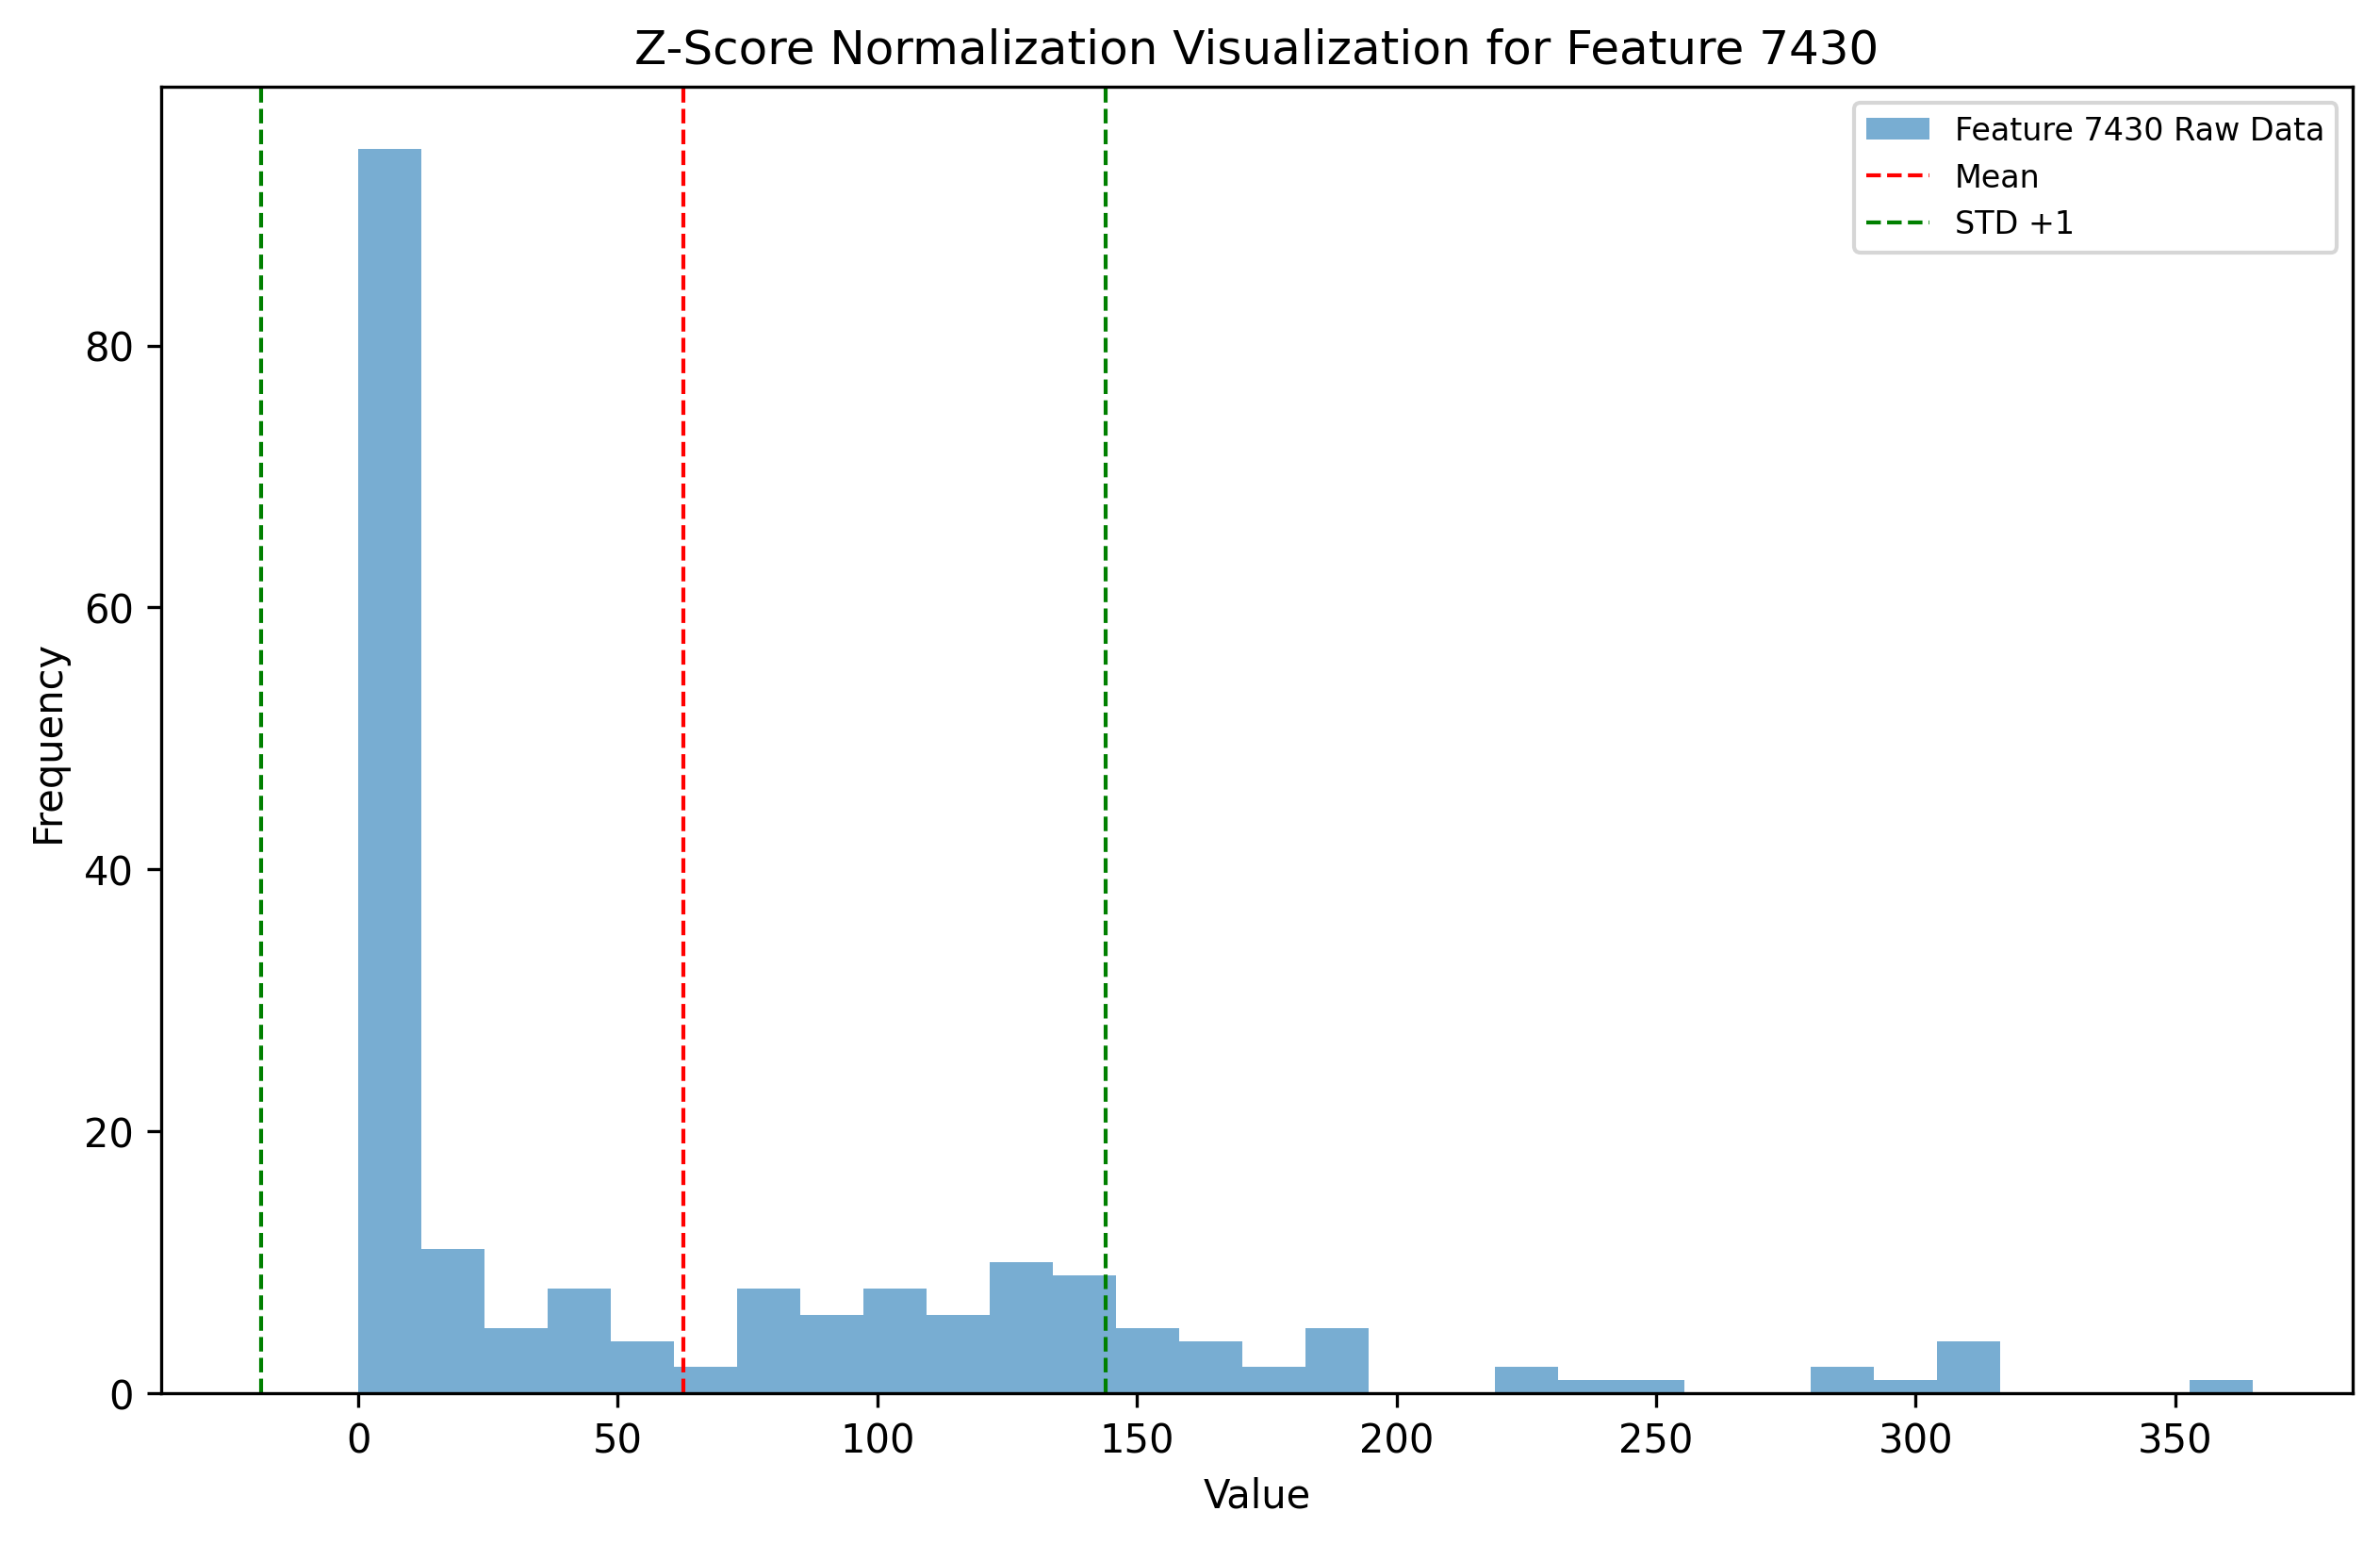 Z-Score Normalization Visualization for Feature 7430
Feature 7430 Raw Data
Mean
STD +1
80
60
40
20
0
Frequency
0 50 100 150 200 250 300 350
Value